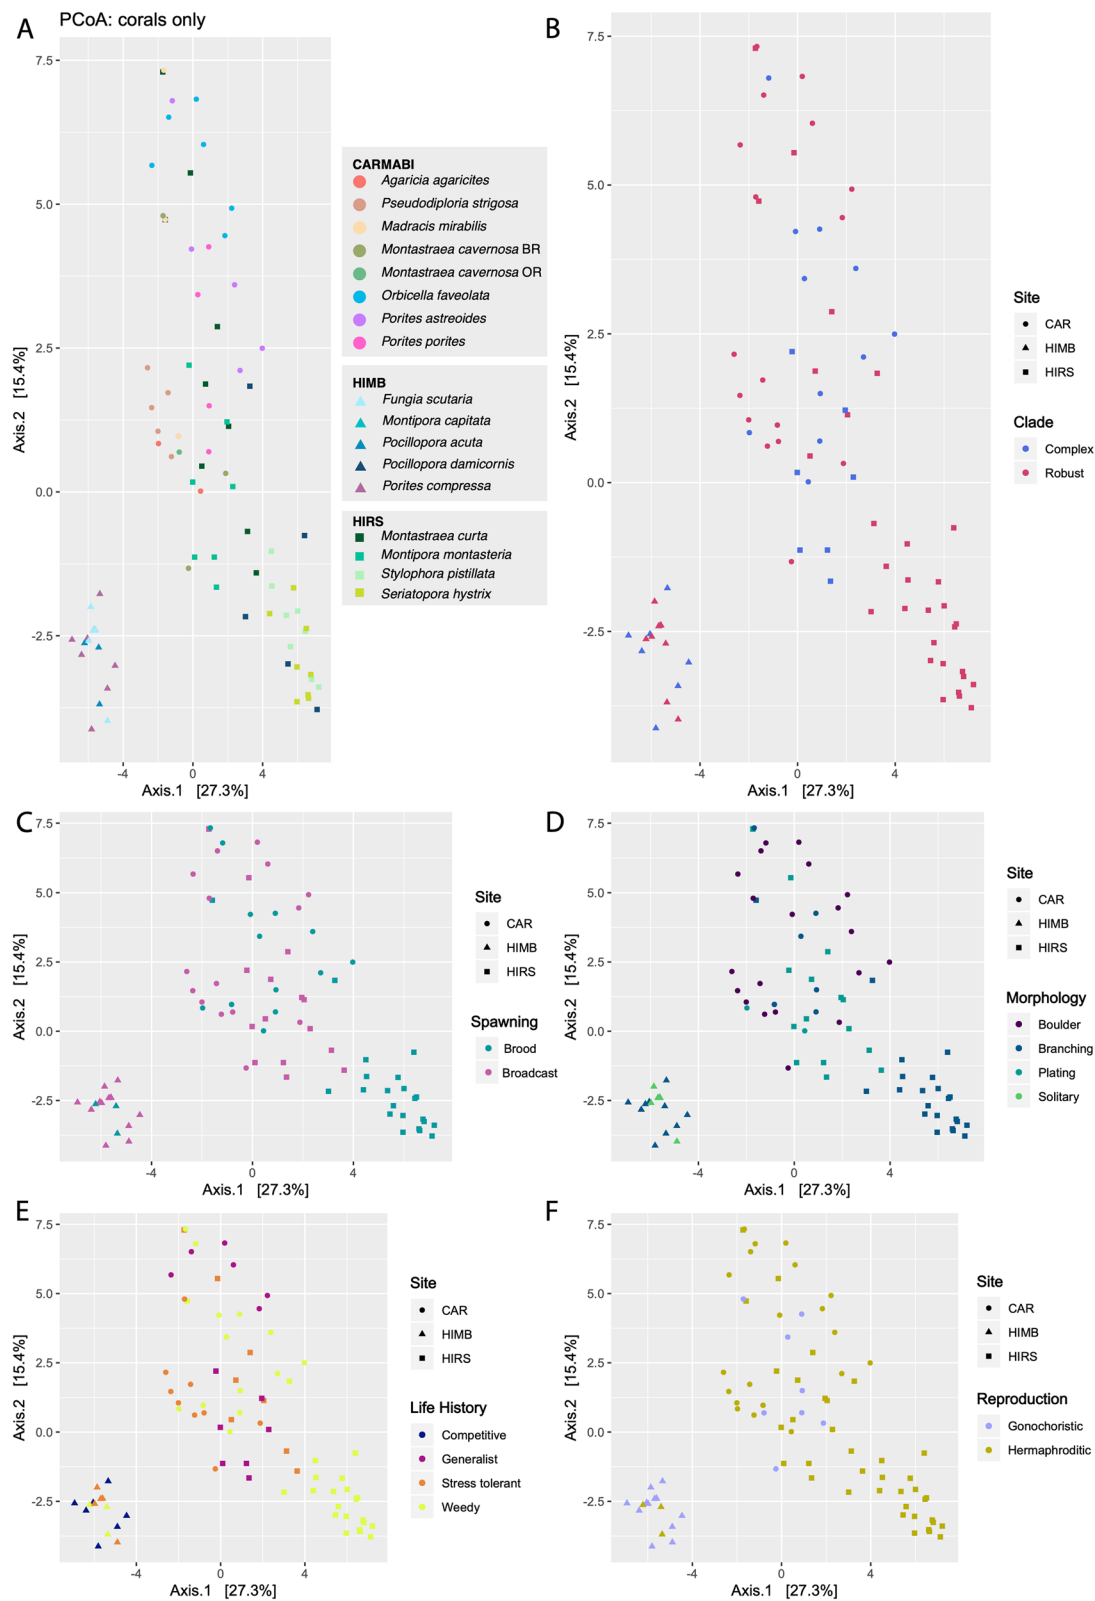 A
PCoA: corals only
7.5
5.0
2.5
0.0
-2.5
Axis.2 [15.4%]
-4
0
4
Axis.1 [27.3%]
CARMABI
Agaricia agaricites
Pseudodiploria strigosa
Madracis mirabilis
Montastraea cavernosa BR
Montastraea cavernosa OR
Orbicella faveolata
Porites astreoides
Porites porites
HIMB
Fungia scutaria
Montipora capitata
Pocillopora acuta
Pocillopora damicornis
Porites compressa
HIRS
Montastraea curta
Montipora montasteria
Stylophora pistillata
Seriatopora hystrix
B
7.5
5.0
2.5
0.0
-2.5
Axis.2 [15.4%]
-4
0
4
Axis.1 [27.3%]
Site
CAR
HIMB
HIRS
Clade
Complex
Robust
C
7.5
5.0
2.5
0.0
-2.5
Axis.2 [15.4%]
-4
0
4
Axis.1 [27.3%]
Site
CAR
HIMB
HIRS
Spawning
Brood
Broadcast
D
7.5
5.0
2.5
0.0
-2.5
Axis.2 [15.4%]
-4
0
4
Axis.1 [27.3%]
Site
CAR
HIMB
HIRS
Morphology
Boulder
Branching
Plating
Solitary
E
7.5
5.0
2.5
0.0
-2.5
Axis.2 [15.4%]
-4
0
4
Axis.1 [27.3%]
Site
CAR
HIMB
HIRS
Life History
Competitive
Generalist
Stress tolerant
Weedy
F
7.5
5.0
2.5
0.0
-2.5
Axis.2 [15.4%]
-4
0
4
Axis.1 [27.3%]
Site
CAR
HIMB
HIRS
Reproduction
Gonochoristic
Hermaphroditic